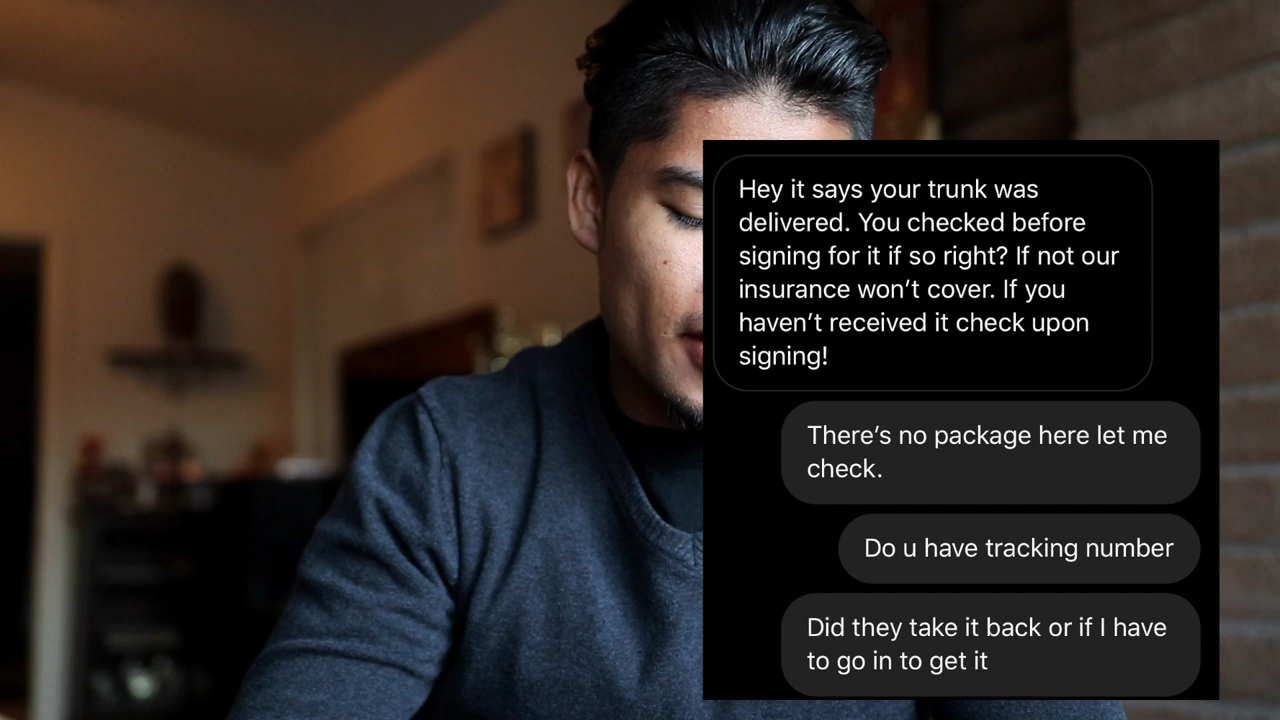 Hey it says your trunk was
delivered. You checked before
signing for it if so right? If not our
insurance won’t cover. If you
haven’t received it check upon
signing!
There’s no package here let me
check.
Do u have tracking number
Did they take it back or if I have
to go in to get it